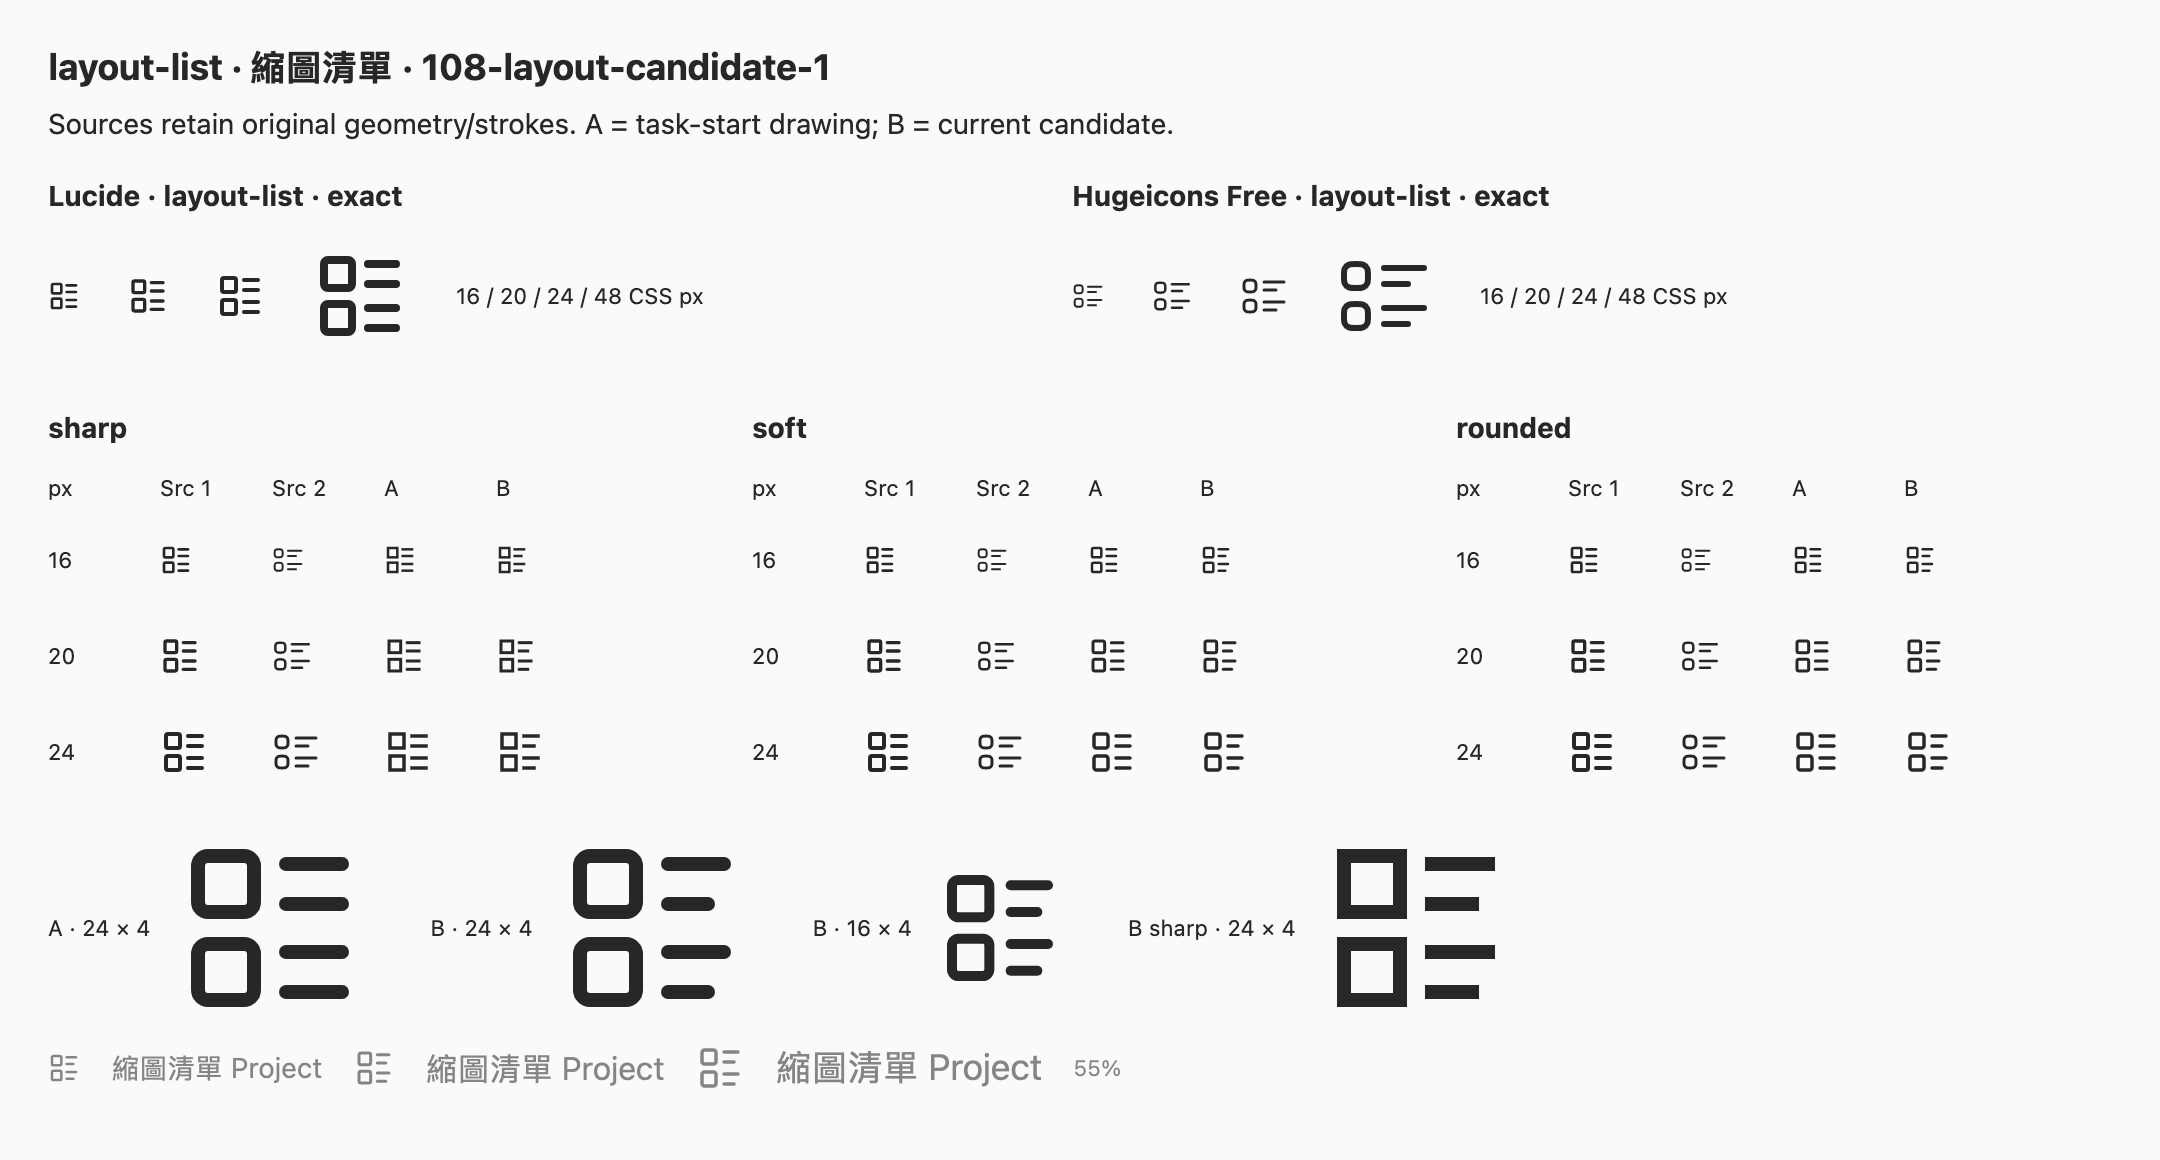 layout-list · 縮圖清單 · 108-layout-candidate-1
Sources retain original geometry/strokes. A = task-start drawing; B = current candidate.
Lucide · layout-list · exact
16 / 20 / 24 / 48 CSS px
Hugeicons Free · layout-list · exact
16 / 20 / 24 / 48 CSS px
sharp
px Src 1 Src 2 A B
16
20
24
soft
px Src 1 Src 2 A B
16
20
24
rounded
px Src 1 Src 2 A B
16
20
24
A · 24 × 4
B · 24 × 4
B · 16 × 4
B sharp · 24 × 4
縮圖清單 Project 縮圖清單 Project 縮圖清單 Project 55%